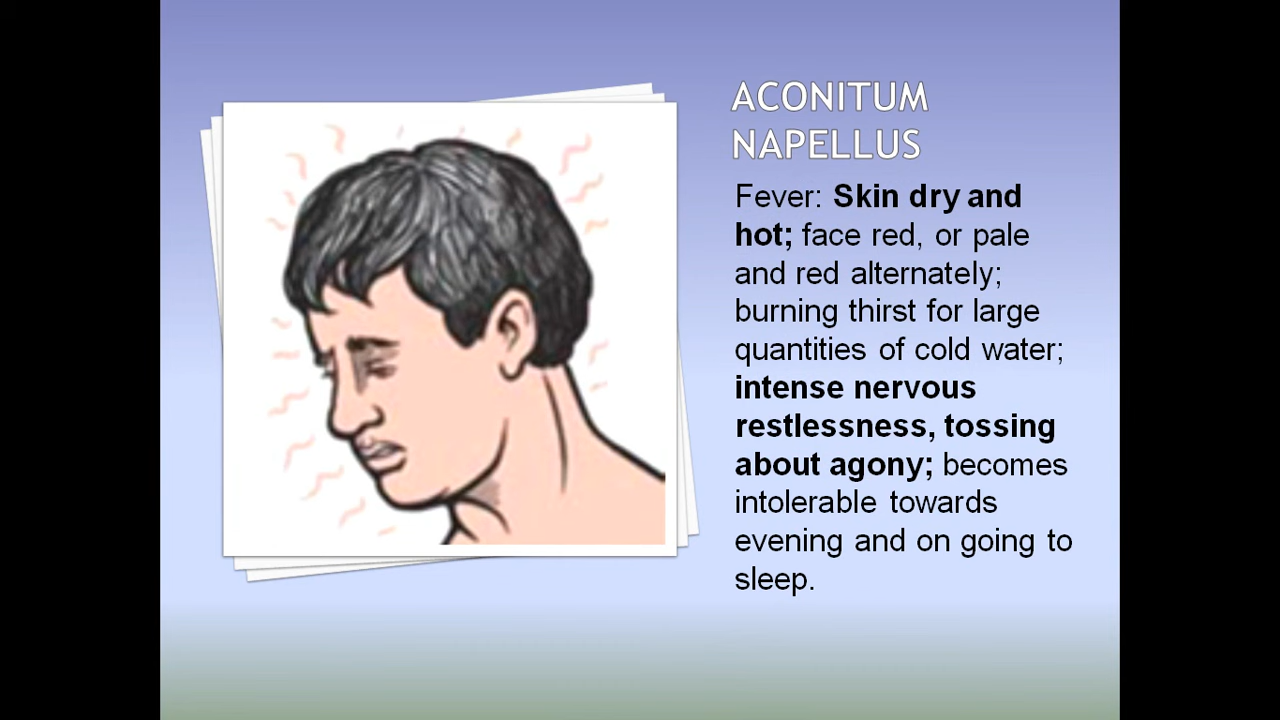 ACONITUM
NAPELLUS
Fever: Skin dry and
hot; face red, or pale
and red alternately;
burning thirst for large
quantities of cold water;
intense nervous
restlessness, tossing
about agony; becomes
intolerable towards
evening and on going to
sleep.